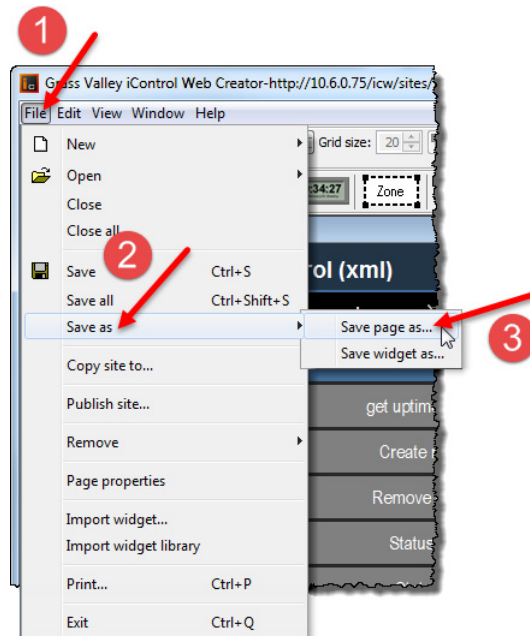 1
Grass Valley iControl Web Creator-http://10.6.0.75/icw/sites/
File Edit View Window Help
New
Grid size: 20
Open
:34:27 Zone
Close
Close all
2
Save Ctrl+S
rol (xml)
Save all Ctrl+Shift+S
Save as
Save page as...
3
Save widget as...
Copy site to...
Publish site...
get uptim
Remove
Create
Page properties
Remove
Import widget...
Status
Import widget library
Print... Ctrl+P
Exit Ctrl+Q